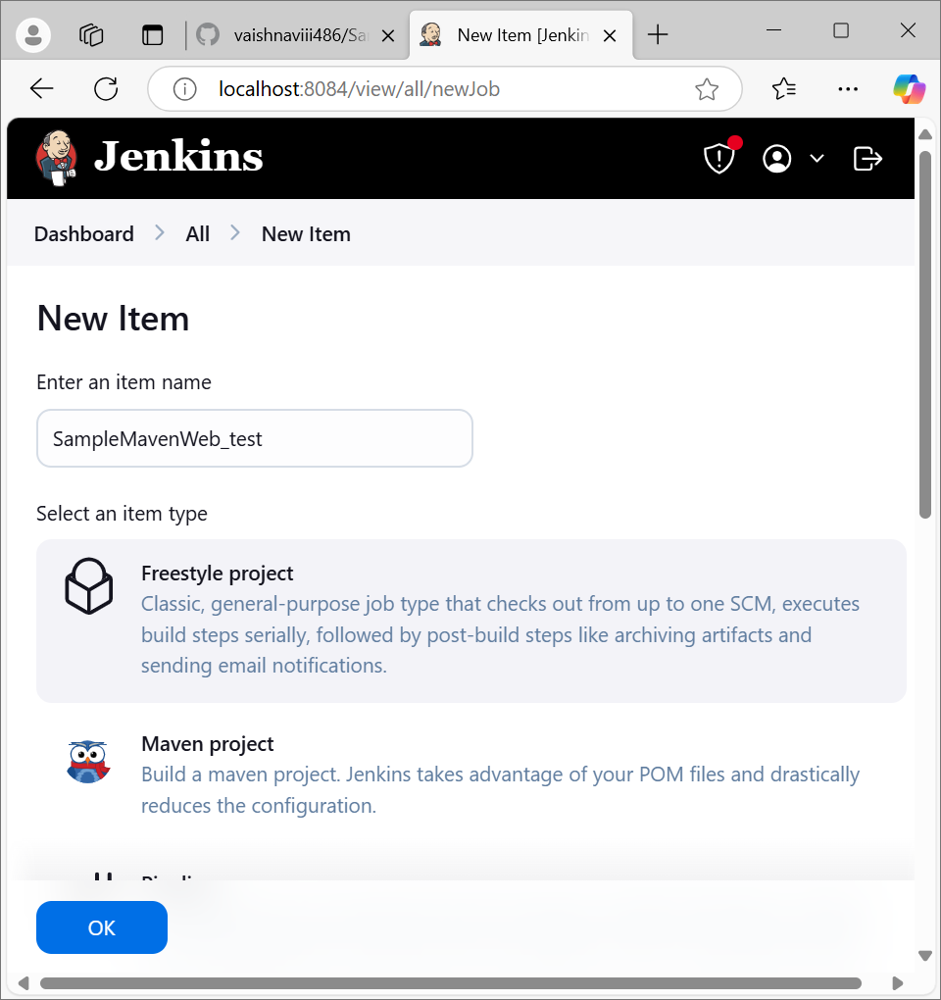 vaishnaviii486/Sa
New Item [Jenkin
localhost:8084/view/all/newJob
Jenkins
Dashboard > All > New Item
New Item
Enter an item name
SampleMavenWeb_test
Select an item type
Freestyle project
Classic, general-purpose job type that checks out from up to one SCM, executes
build steps serially, followed by post-build steps like archiving artifacts and
sending email notifications.
Maven project
Build a maven project. Jenkins takes advantage of your POM files and drastically
reduces the configuration.
OK